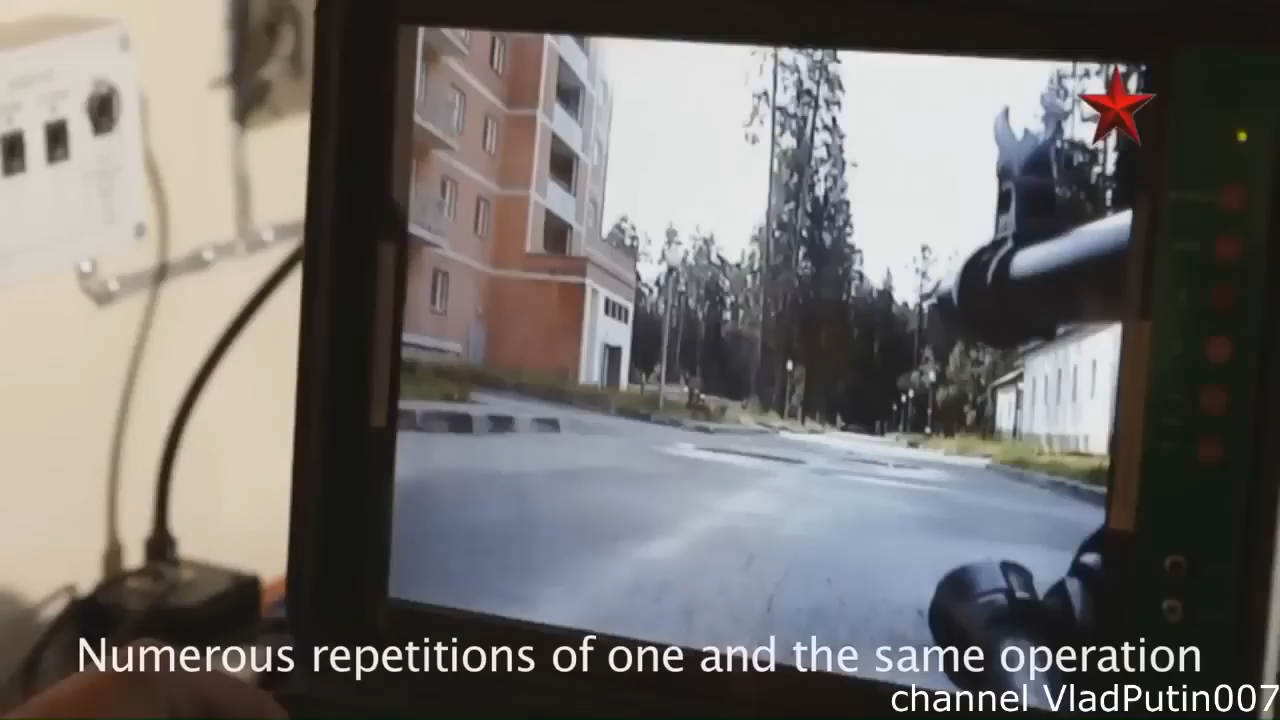 Numerous repetitions of one and the same operation
channel VladPutin007